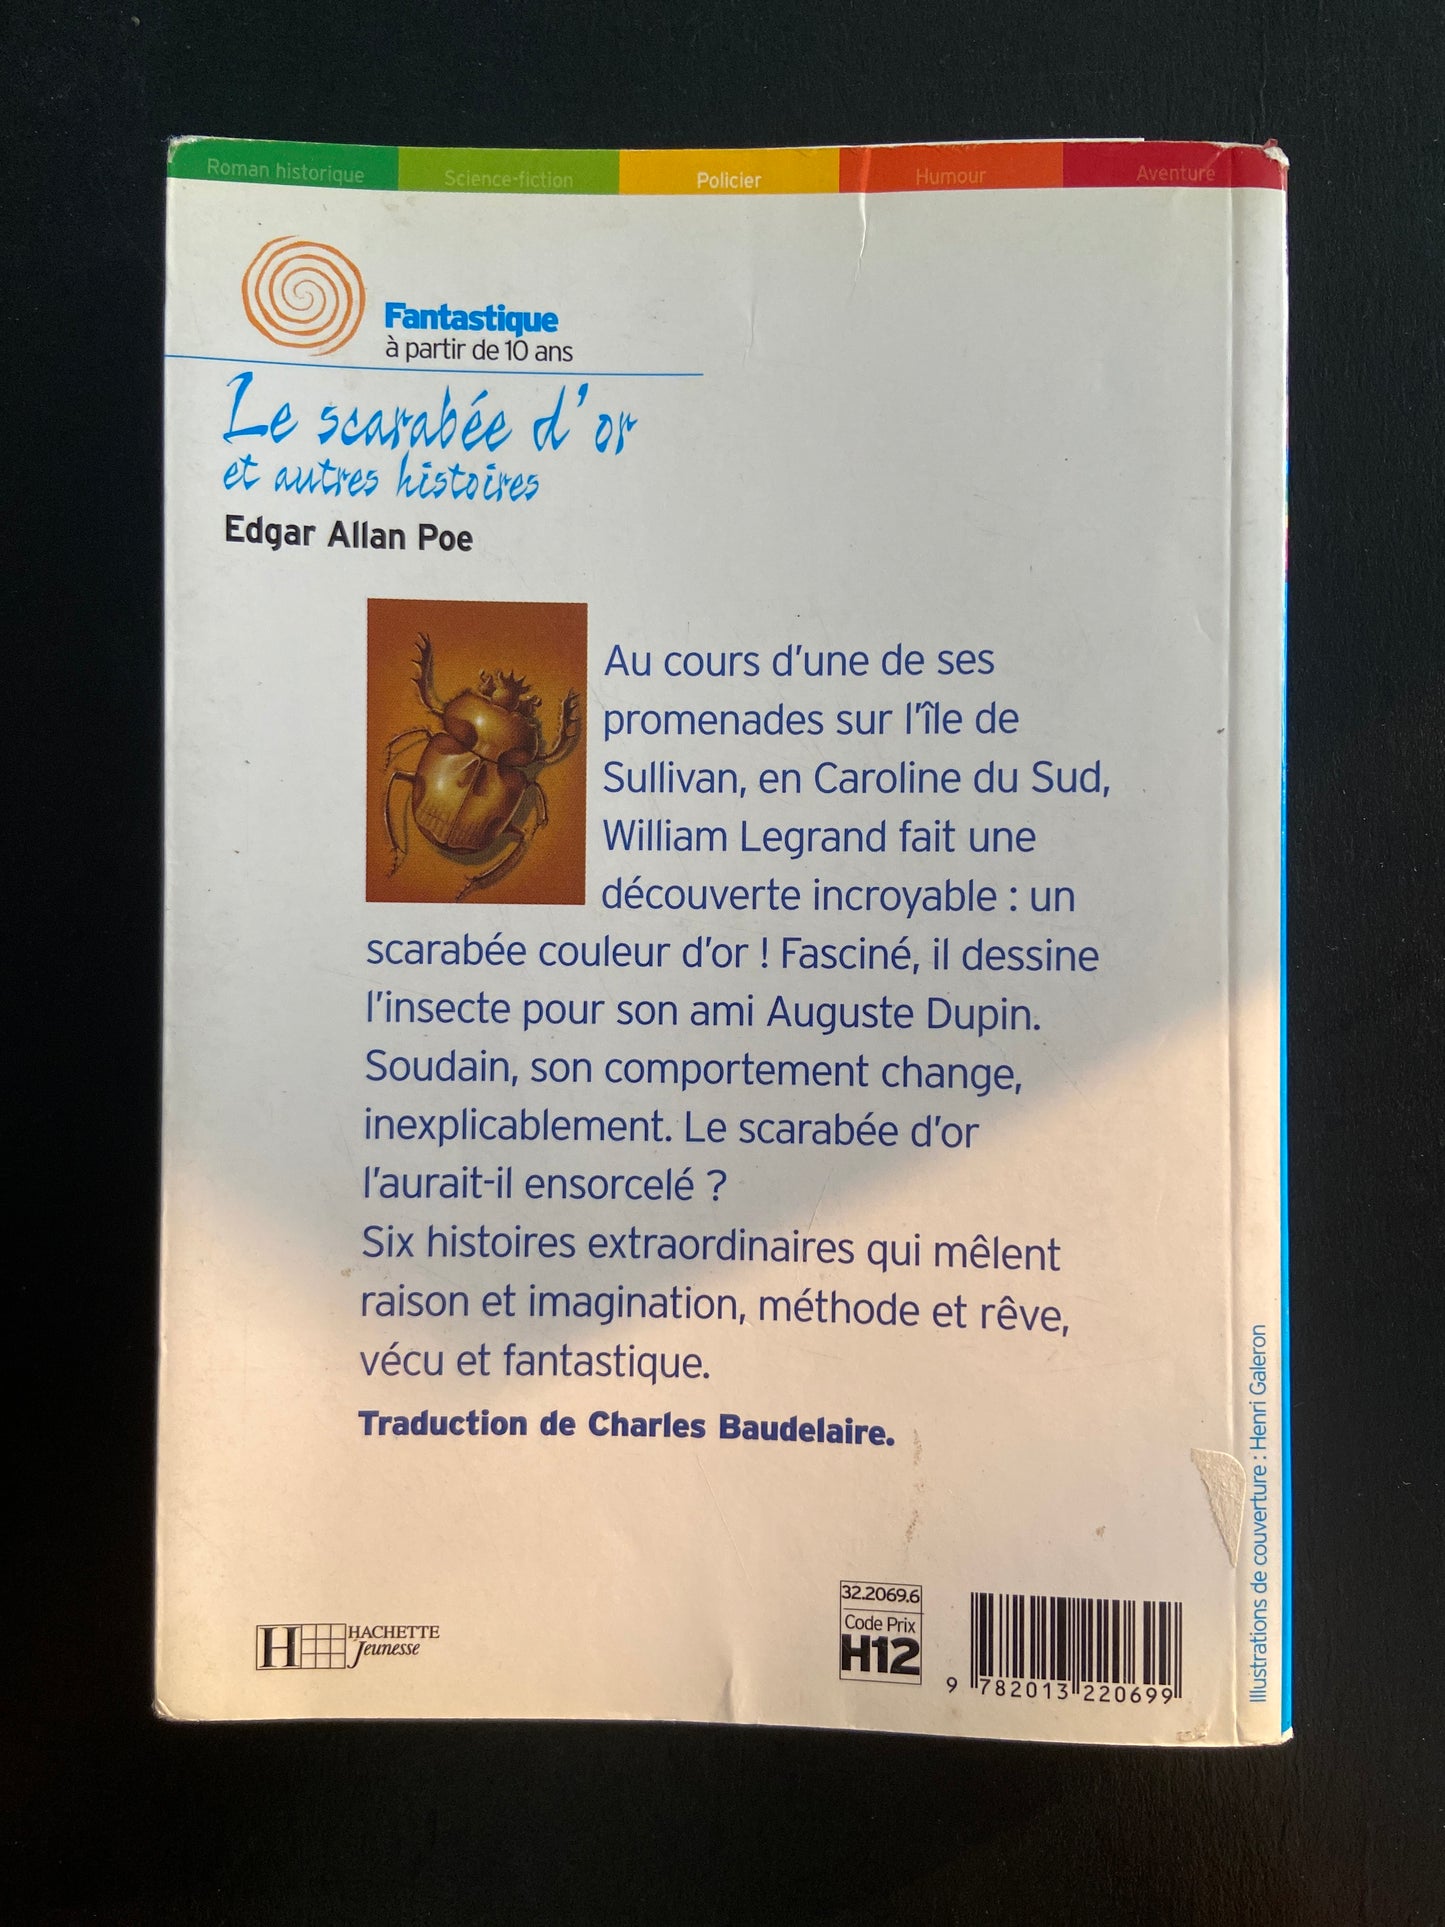 Roman historique
Science-fiction
Policier
Humour
Aventure
Fantastique
à partir de 10 ans
Le scarabée d'or
et autres histoires
Edgar Allan Poe
Au cours d'une de ses
promenades sur l'île de
Sullivan, en Caroline du Sud,
William Legrand fait une
découverte incroyable : un
scarabée couleur d'or ! Fasciné, il dessine
l'insecte pour son ami Auguste Dupin.
Soudain, son comportement change,
inexplicablement. Le scarabée d'or
l'aurait-il ensorcelé ?
Six histoires extraordinaires qui mêlent
raison et imagination, méthode et rêve,
vécu et fantastique.
Traduction de Charles Baudelaire.
Illustrations de couverture : Henri Galeron
H HACHETTE
Jeunesse
32.2069.6
Code Prix
H12
9 782013 220699